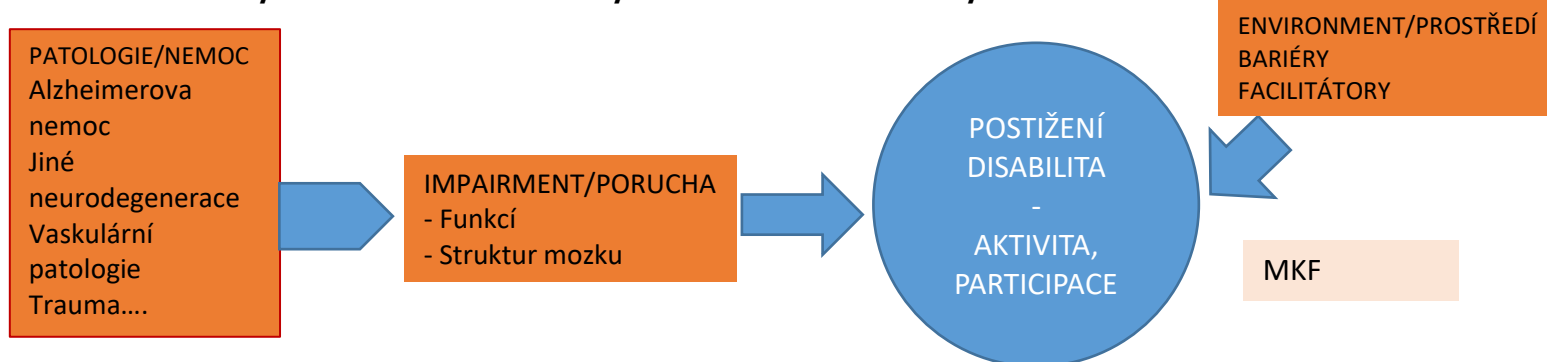 PATOLOGIE/NEMOC
Alzheimerova
nemoc
Jiné
neurodegenerace
Vaskulární
patologie
Trauma….
IMPAIRMENT/PORUCHA
- Funkcí
- Struktur mozku
POSTIŽENÍ
DISABILITA
-
AKTIVITA,
PARTICIPACE
ENVIRONMENT/PROSTŘEDÍ
BARIÉRY
FACILITÁTORY
MKF